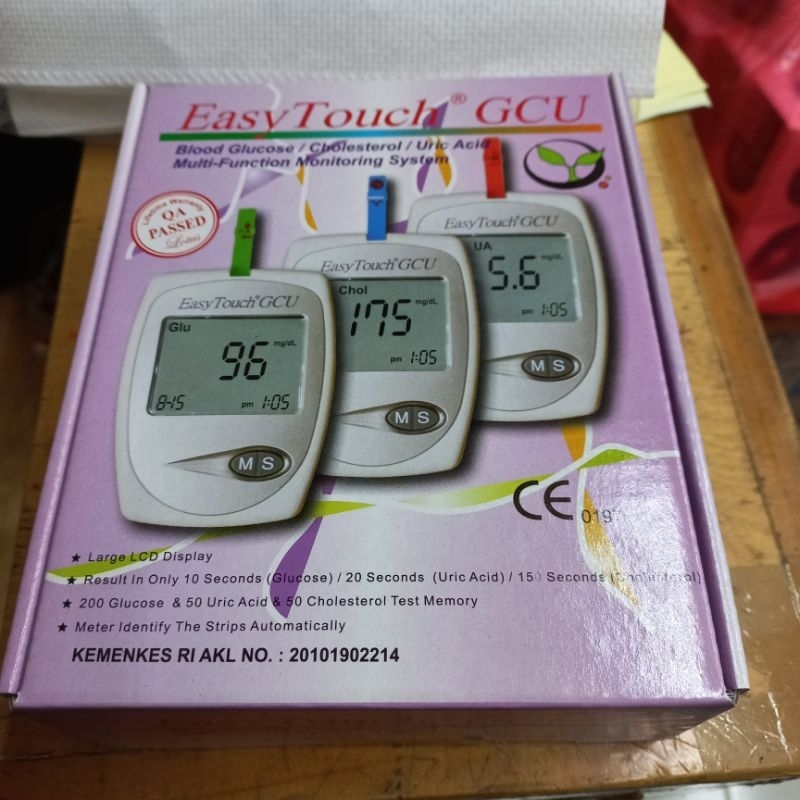 EasyTouch® GCU
Blood Glucose / Cholesterol / Uric Acid
Multi-Function Monitoring System
Lifetime Warranty
QA
PASSED
Lotus
EasyTouch® GCU
UA
5.6 mg/dL
pm 1:05
M S
EasyTouch® GCU
Chol
175 mg/dL
pm 1:05
M S
EasyTouch® GCU
Glu
96 mg/dL
8-15 pm 1:05
M S
CE
★ Large LCD Display
★ Result In Only 10 Seconds (Glucose) / 20 Seconds (Uric Acid) / 150 Seconds (Cholesterol)
★ 200 Glucose & 50 Uric Acid & 50 Cholesterol Test Memory
★ Meter Identify The Strips Automatically
KEMENKES RI AKL NO. : 20101902214